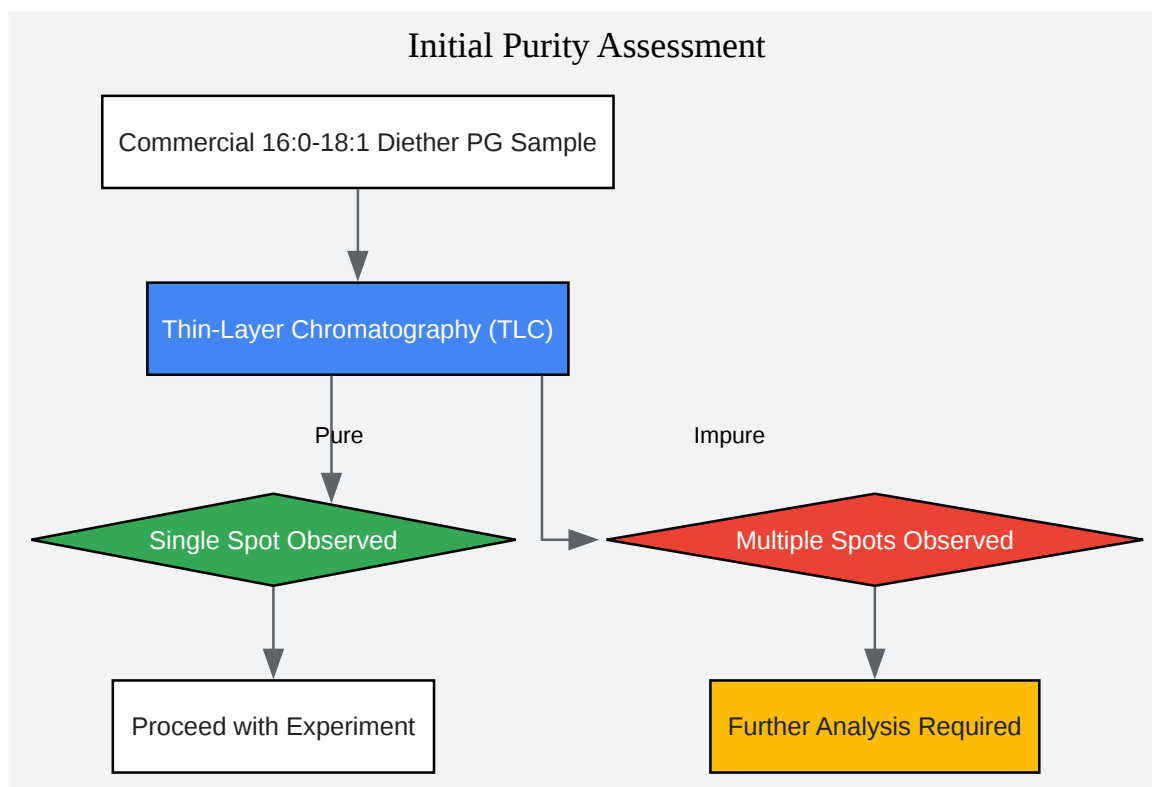 Initial Purity Assessment
Commercial 16:0-18:1 Diether PG Sample
Thin-Layer Chromatography (TLC)
Pure
Impure
Single Spot Observed
Multiple Spots Observed
Proceed with Experiment
Further Analysis Required